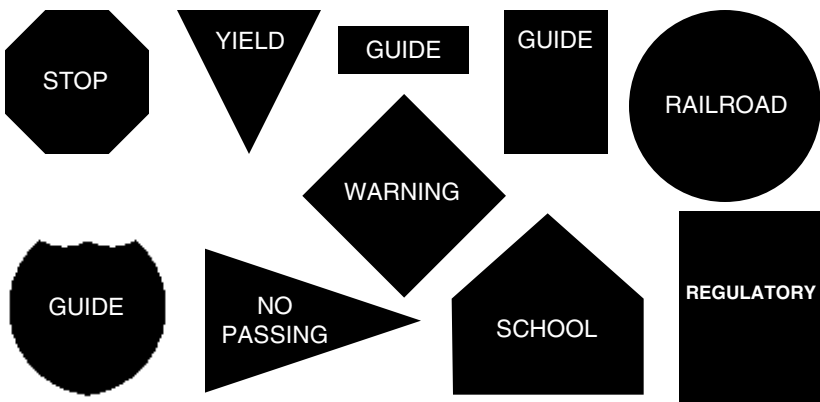 STOP
YIELD
GUIDE
GUIDE
RAILROAD
WARNING
GUIDE
NO
PASSING
SCHOOL
REGULATORY